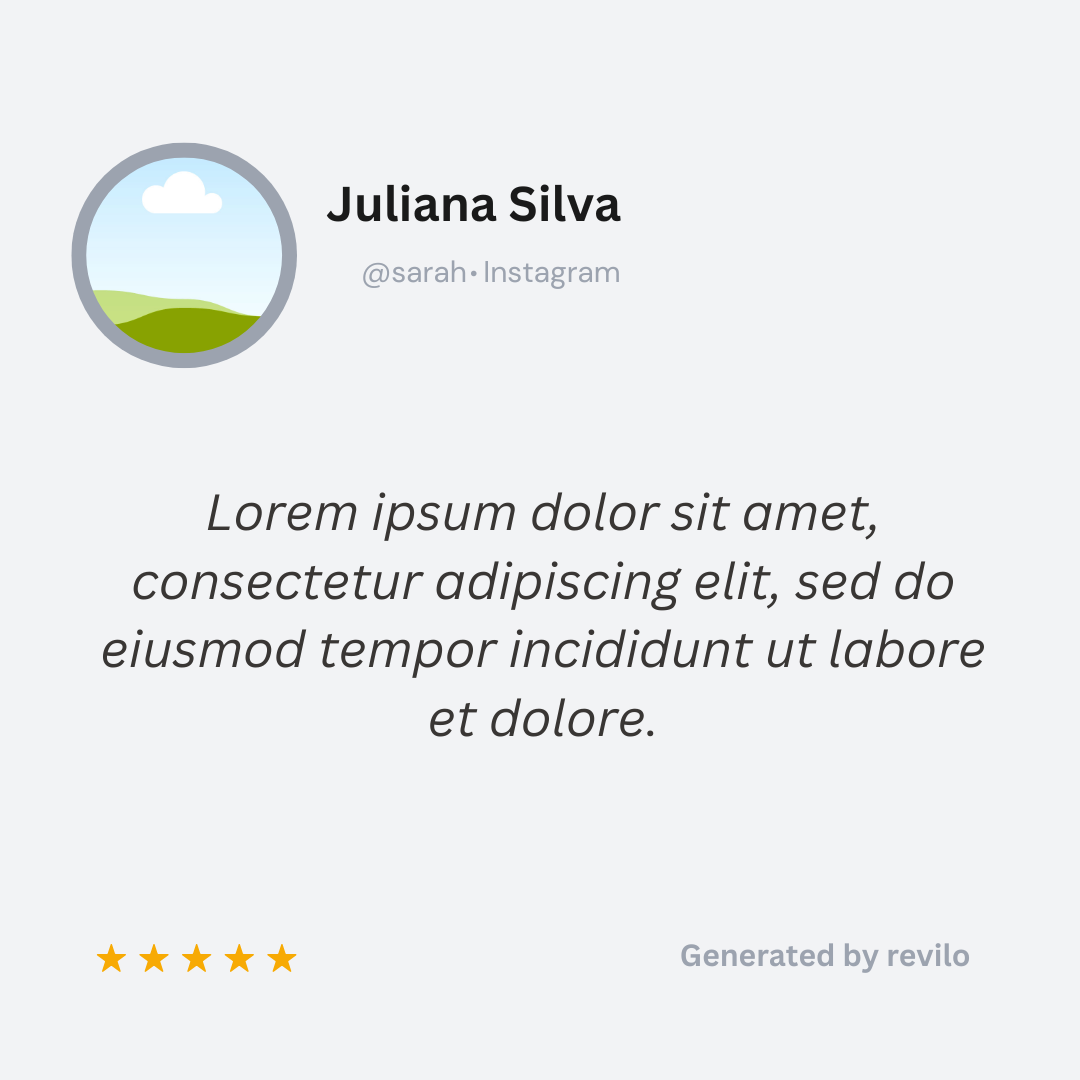 Juliana Silva
@sarah • Instagram
Lorem ipsum dolor sit amet,
consectetur adipiscing elit, sed do
eiusmod tempor incididunt ut labore
et dolore.
Generated by revilo